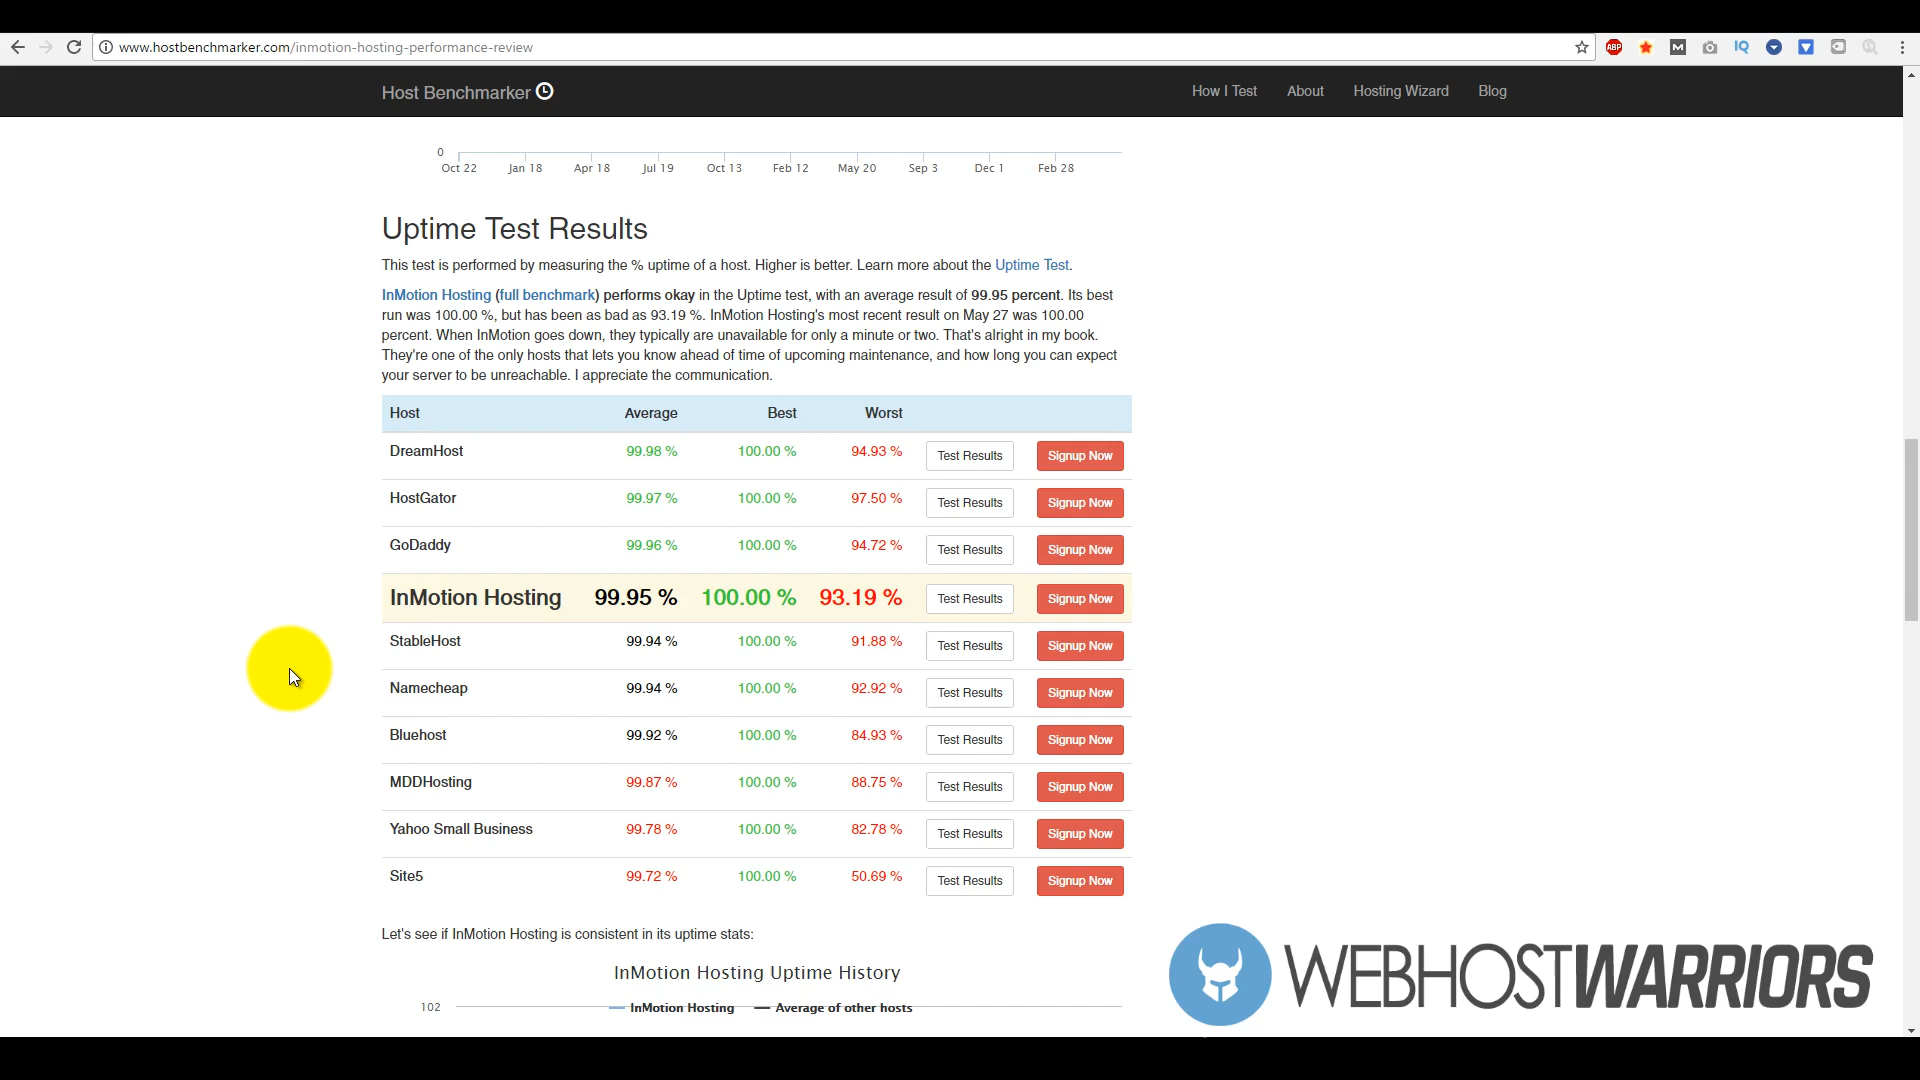 www.hostbenchmarker.com/inmotion-hosting-performance-review
ABP
M
IQ
Host Benchmarker
How I Test
About
Hosting Wizard
Blog
0
Oct 22 Jan 18 Apr 18 Jul 19 Oct 13 Feb 12 May 20 Sep 3 Dec 1 Feb 28
Uptime Test Results
This test is performed by measuring the % uptime of a host. Higher is better. Learn more about the Uptime Test.
InMotion Hosting (full benchmark) performs okay in the Uptime test, with an average result of 99.95 percent. Its best
run was 100.00 %, but has been as bad as 93.19 %. InMotion Hosting's most recent result on May 27 was 100.00
percent. When InMotion goes down, they typically are unavailable for only a minute or two. That's alright in my book.
They're one of the only hosts that lets you know ahead of time of upcoming maintenance, and how long you can expect
your server to be unreachable. I appreciate the communication.
Host Average Best Worst
DreamHost 99.98 % 100.00 % 94.93 % Test Results Signup Now
HostGator 99.97 % 100.00 % 97.50 % Test Results Signup Now
GoDaddy 99.96 % 100.00 % 94.72 % Test Results Signup Now
InMotion Hosting 99.95 % 100.00 % 93.19 % Test Results Signup Now
StableHost 99.94 % 100.00 % 91.88 % Test Results Signup Now
Namecheap 99.94 % 100.00 % 92.92 % Test Results Signup Now
Bluehost 99.92 % 100.00 % 84.93 % Test Results Signup Now
MDDHosting 99.87 % 100.00 % 88.75 % Test Results Signup Now
Yahoo Small Business 99.78 % 100.00 % 82.78 % Test Results Signup Now
Site5 99.72 % 100.00 % 50.69 % Test Results Signup Now
Let's see if InMotion Hosting is consistent in its uptime stats:
InMotion Hosting Uptime History
102
InMotion Hosting
Average of other hosts
WEBHOSTWARRIORS